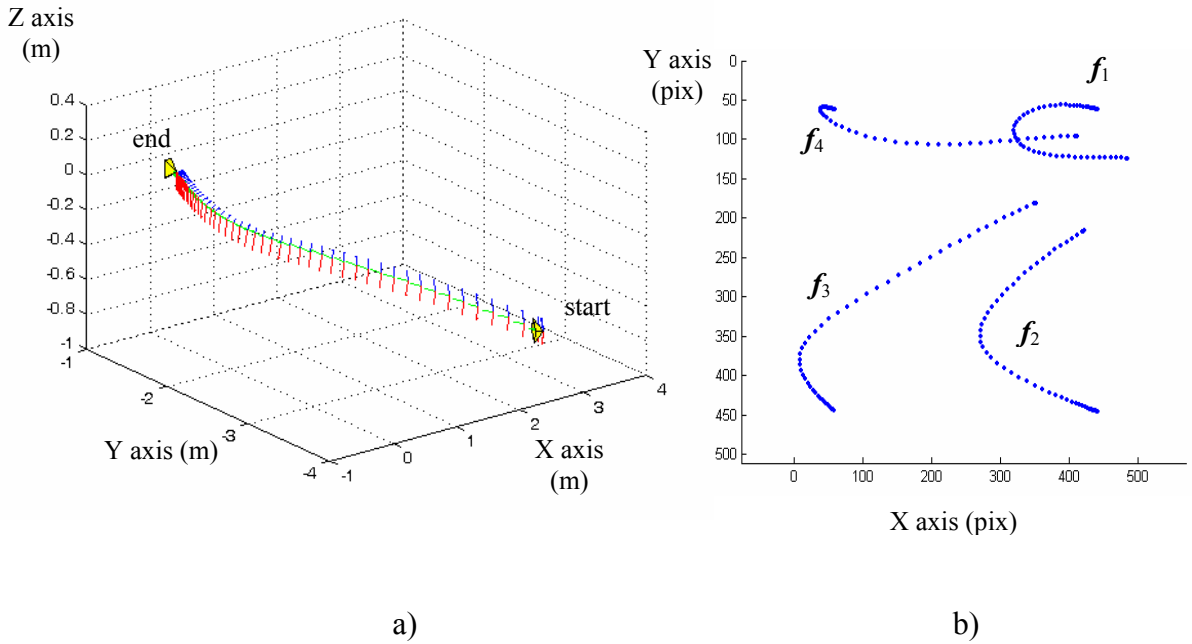 Z axis
(m)
0.4
0.2
0
-0.2
-0.4
-0.6
-0.8
-1
end
start
-1
-2
-3
-4
Y axis (m)
-1
0
1
2
3
4
X axis
(m)
a)
Y axis
(pix)
0
50
100
150
200
250
300
350
400
450
500
f1
f4
f3
f2
0 100 200 300 400 500
X axis (pix)
b)